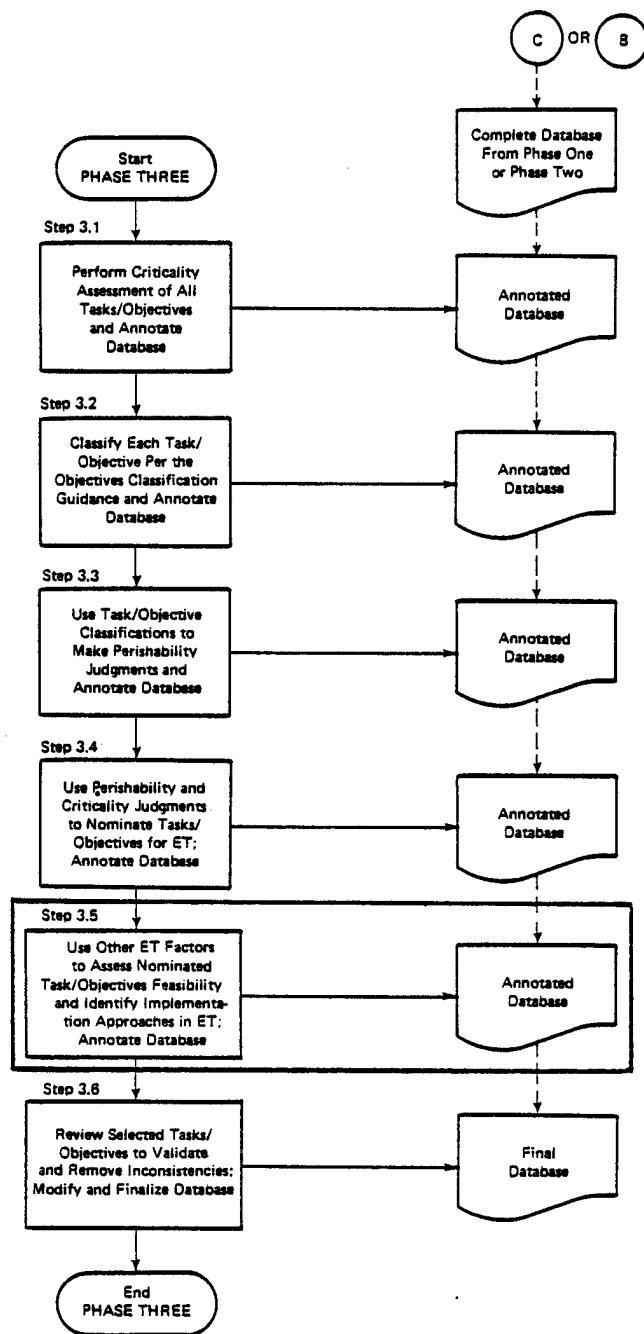 C OR B
Complete Database
From Phase One
or Phase Two
Start
PHASE THREE
Step 3.1
Perform Criticality
Assessment of All
Tasks/Objectives
and Annotate
Database
Annotated
Database
Step 3.2
Classify Each Task/
Objective Per the
Objectives Classification
Guidance and Annotate
Database
Annotated
Database
Step 3.3
Use Task/Objective
Classifications to
Make Perishability
Judgments and
Annotate Database
Annotated
Database
Step 3.4
Use Perishability and
Criticality Judgments
to Nominate Tasks/
Objectives for ET;
Annotate Database
Annotated
Database
Step 3.5
Use Other ET Factors
to Assess Nominated
Task/Objectives Feasibility
and Identify Implementa-
tion Approaches in ET;
Annotate Database
Annotated
Database
Step 3.6
Review Selected Tasks/
Objectives to Validate
and Remove Inconsistencies;
Modify and Finalize Database
Final
Database
End
PHASE THREE